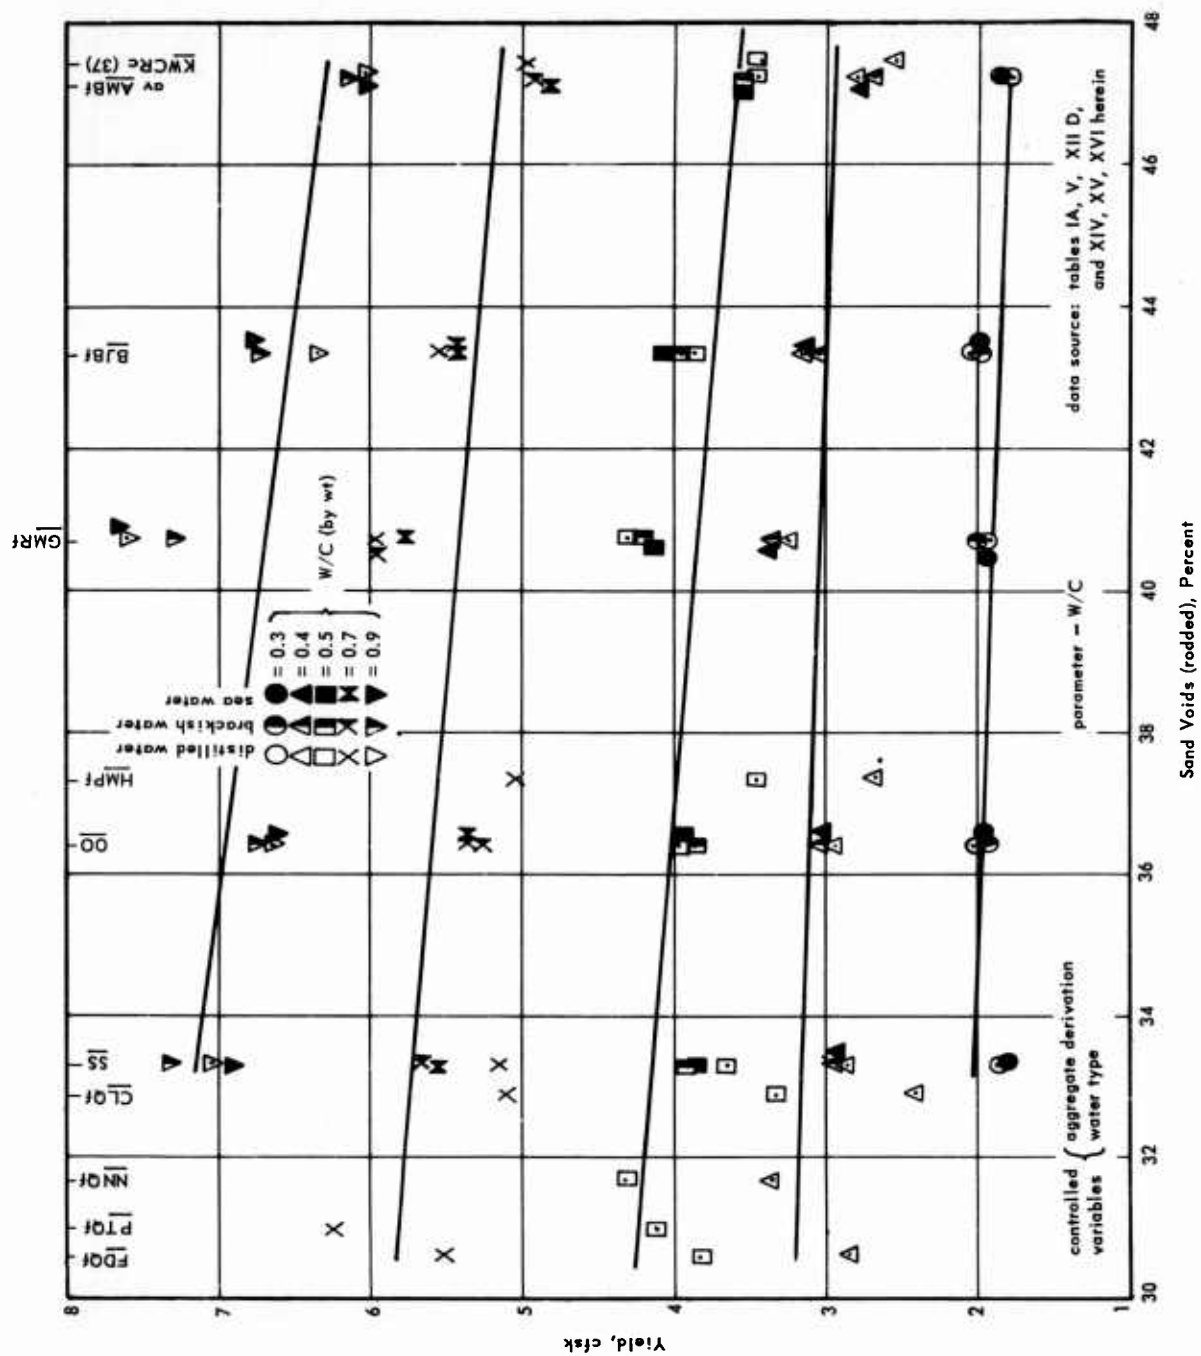 GMRf
FDQf
PTQf
NNQf
CLQf
SS
OO
HMPf
BJBf
av AMBf
KWCRc (37)
8
7
6
5
4
3
2
1
Yield, cfsk
distilled water
brackish water
sea water
= 0.3
= 0.4
= 0.5
= 0.7
= 0.9
W/C (by wt)
controlled variables { aggregate derivation
water type
parameter – W/C
data source: tables IA, V, XII D,
and XIV, XV, XVI herein
30
32
34
36
38
40
42
44
46
48
Sand Voids (rodded), Percent